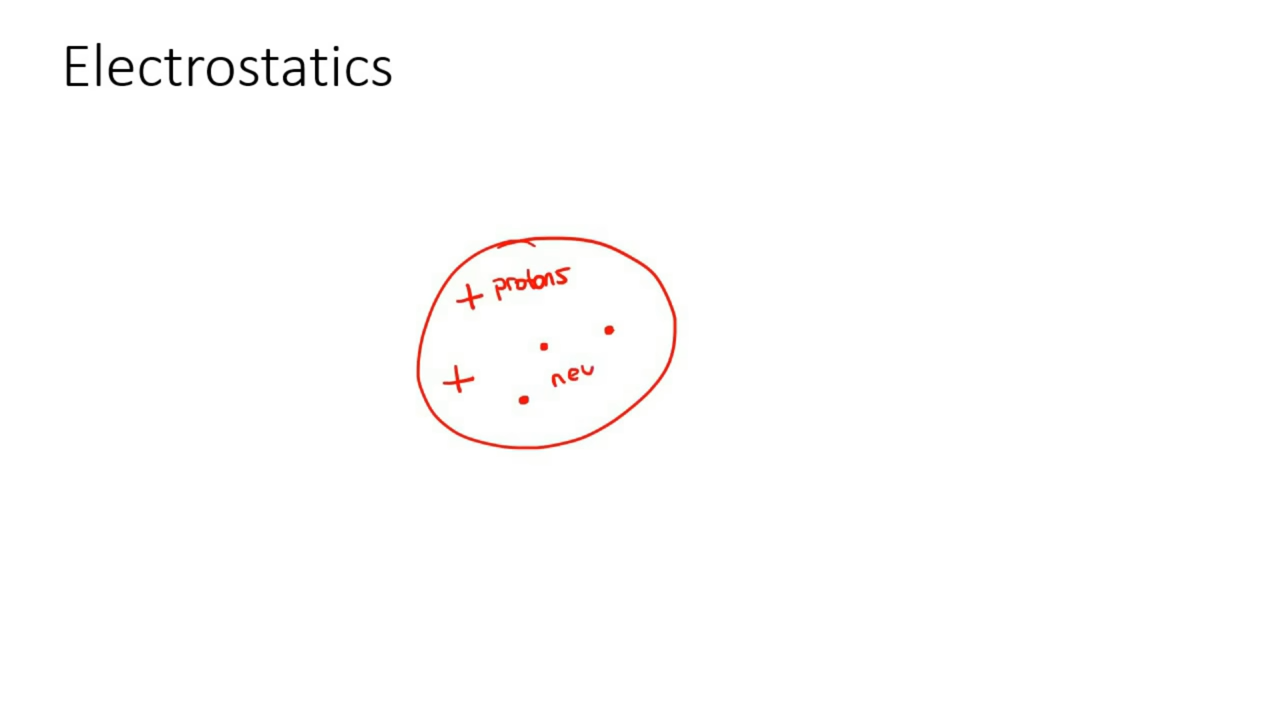 Electrostatics
+ protons
+
neu